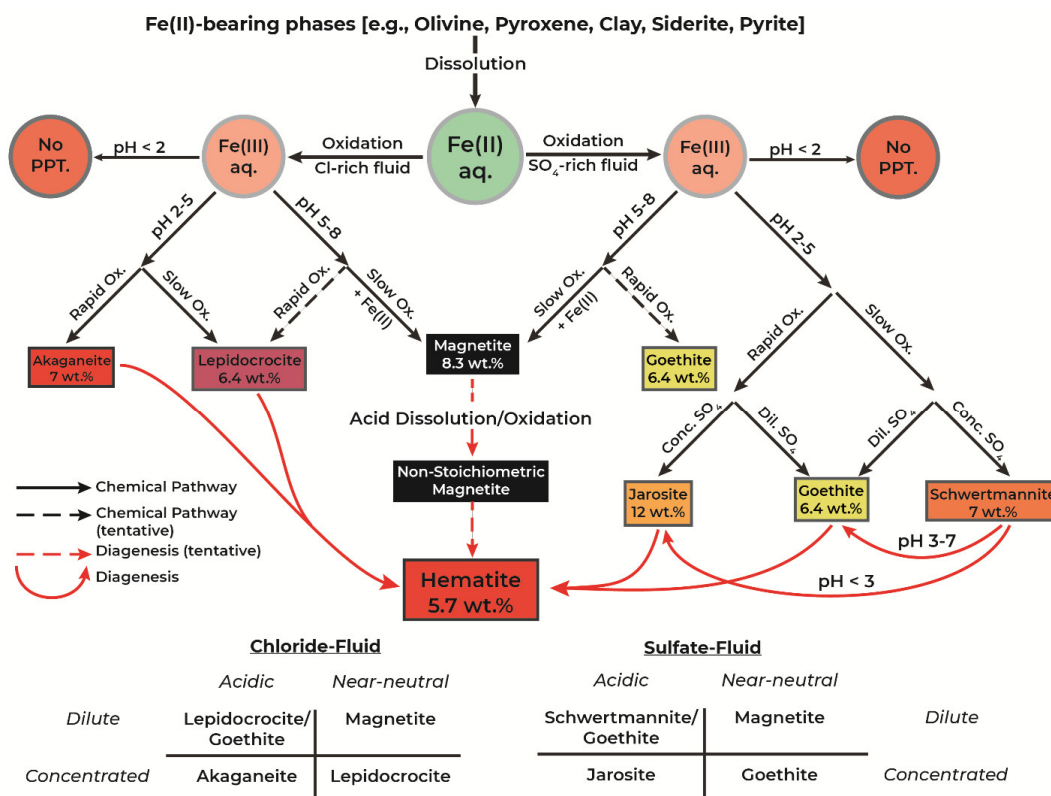 Fe(II)-bearing phases [e.g., Olivine, Pyroxene, Clay, Siderite, Pyrite]
Dissolution
No
PPT.
pH < 2
Fe(III)
aq.
Oxidation
Cl-rich fluid
Fe(II)
aq.
Oxidation
SO₄-rich fluid
Fe(III)
aq.
pH < 2
No
PPT.
pH 2-5
pH 5-8
pH 5-8
pH 2-5
Rapid Ox.
Slow Ox.
Rapid Ox.
Slow Ox.
+ Fe(II)
Slow Ox.
+ Fe(II)
Rapid Ox.
Rapid Ox.
Slow Ox.
Akaganeite
7 wt.%
Lepidocrocite
6.4 wt.%
Magnetite
8.3 wt.%
Goethite
6.4 wt.%
Acid Dissolution/Oxidation
Conc. SO₄
Dil. SO₄
Dil. SO₄
Conc. SO₄
Non-Stoichiometric
Magnetite
Jarosite
12 wt.%
Goethite
6.4 wt.%
Schwertmannite
7 wt.%
Chemical Pathway
Chemical Pathway
(tentative)
Diagenesis (tentative)
Diagenesis
pH 3-7
pH < 3
Hematite
5.7 wt.%
Chloride-Fluid
Acidic
Near-neutral
Dilute
Lepidocrocite/
Goethite
Magnetite
Concentrated
Akaganeite
Lepidocrocite
Sulfate-Fluid
Acidic
Near-neutral
Schwertmannite/
Goethite
Magnetite
Dilute
Jarosite
Goethite
Concentrated